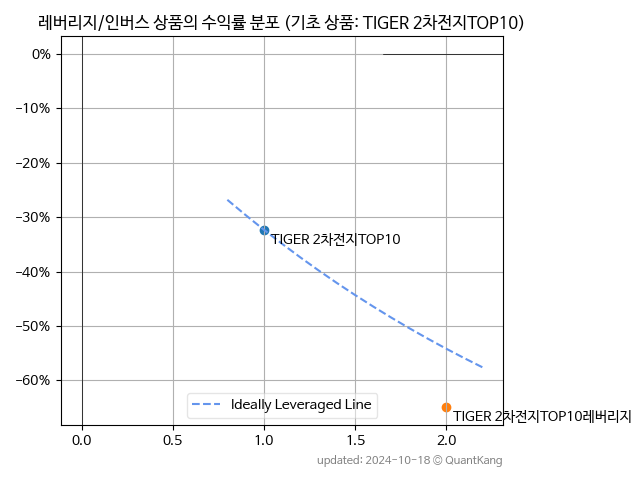 레버리지/인버스 상품의 수익률 분포 (기초 상품: TIGER 2차전지TOP10)
0%
−10%
−20%
−30%
TIGER 2차전지TOP10
−40%
−50%
−60%
Ideally Leveraged Line
TIGER 2차전지TOP10레버리지
0.0 0.5 1.0 1.5 2.0
updated: 2024-10-18 © QuantKang